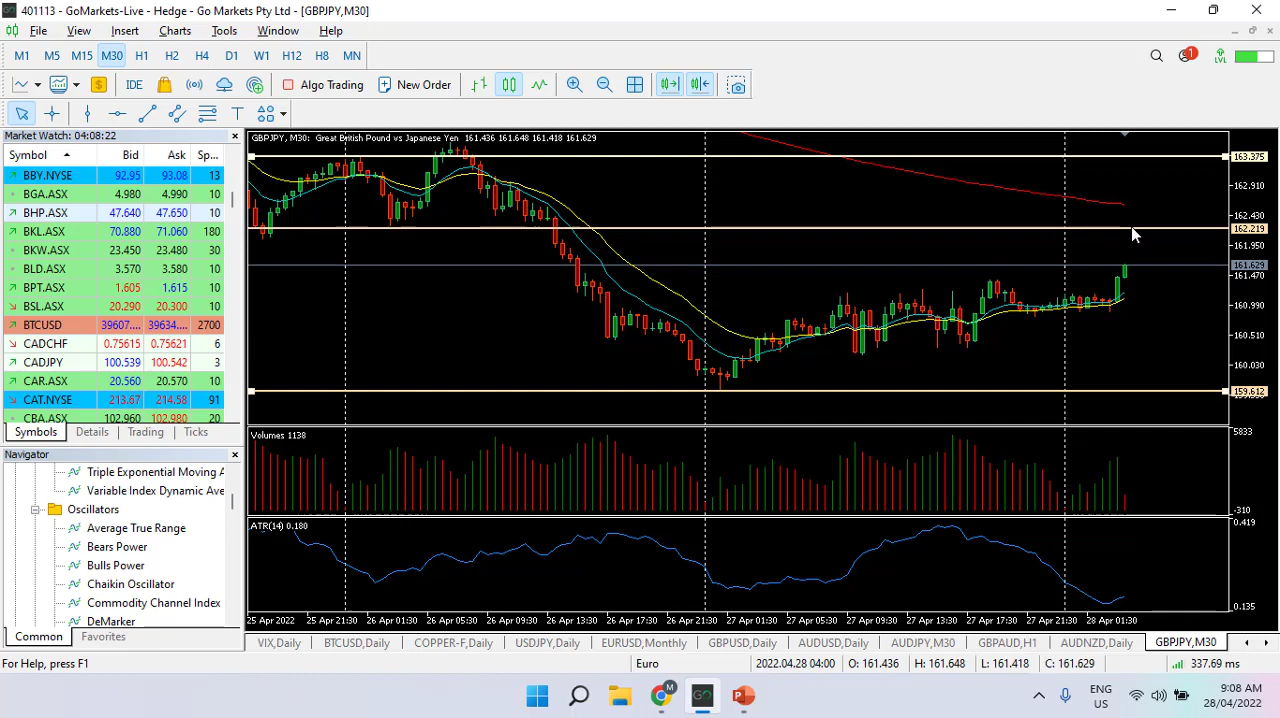 401113 - GoMarkets-Live - Hedge - Go Markets Pty Ltd - [GBPJPY,M30]
File View Insert Charts Tools Window Help
M1 M5 M15 M30 H1 H2 H4 D1 W1 H12 H8 MN
1 LVL
IDE Algo Trading New Order
T
Market Watch: 04:08:22
Symbol Bid Ask Sp...
BBY.NYSE 92.95 93.08 13
BGA.ASX 4.980 4.990 10
BHP.ASX 47.640 47.650 10
BKL.ASX 70.880 71.060 180
BKW.ASX 23.450 23.480 30
BLD.ASX 3.570 3.580 10
BPT.ASX 1.605 1.615 10
BSL.ASX 20.290 20.300 10
BTCUSD 39607.... 39634.... 2700
CADCHF 0.75615 0.75621 6
CADJPY 100.539 100.542 3
CAR.ASX 20.560 20.570 10
CAT.NYSE 213.67 214.58 91
CBA.ASX 102.960 102.980 20
Symbols Details Trading Ticks
Navigator
Triple Exponential Moving A
Variable Index Dynamic Ave
Oscillators
Average True Range
Bears Power
Bulls Power
Chaikin Oscillator
Commodity Channel Index
DeMarker
Common Favorites
GBPJPY, M30: Great British Pound vs Japanese Yen 161.436 161.648 161.418 161.629
163.375
162.910
162.430
162.219
161.950
161.629
161.470
160.990
160.510
160.030
159.612
Volumes 1138
5833
-310
ATR(14) 0.180
0.419
0.135
25 Apr 2022 25 Apr 21:30 26 Apr 01:30 26 Apr 05:30 26 Apr 09:30 26 Apr 13:30 26 Apr 17:30 26 Apr 21:30 27 Apr 01:30 27 Apr 05:30 27 Apr 09:30 27 Apr 13:30 27 Apr 17:30 27 Apr 21:30 28 Apr 01:30
VIX,Daily BTCUSD,Daily COPPER-F,Daily USDJPY,Daily EURUSD,Monthly GBPUSD,Daily AUDUSD,Daily AUDJPY,M30 GBPAUD,H1 AUDNZD,Daily GBPJPY,M30
For Help, press F1 Euro 2022.04.28 04:00 O: 161.436 H: 161.648 L: 161.418 C: 161.629 337.69 ms
M GO P ENG US 9:08 AM 28/04/2022